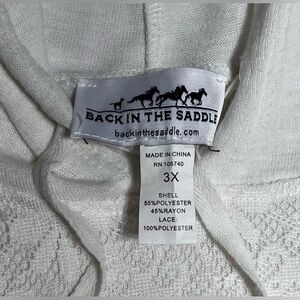 BACK IN THE SADDLE
backinthesaddle.com
MADE IN CHINA
RN 106740
3X
SHELL
55%POLYESTER
45%RAYON
LACE:
100%POLYESTER